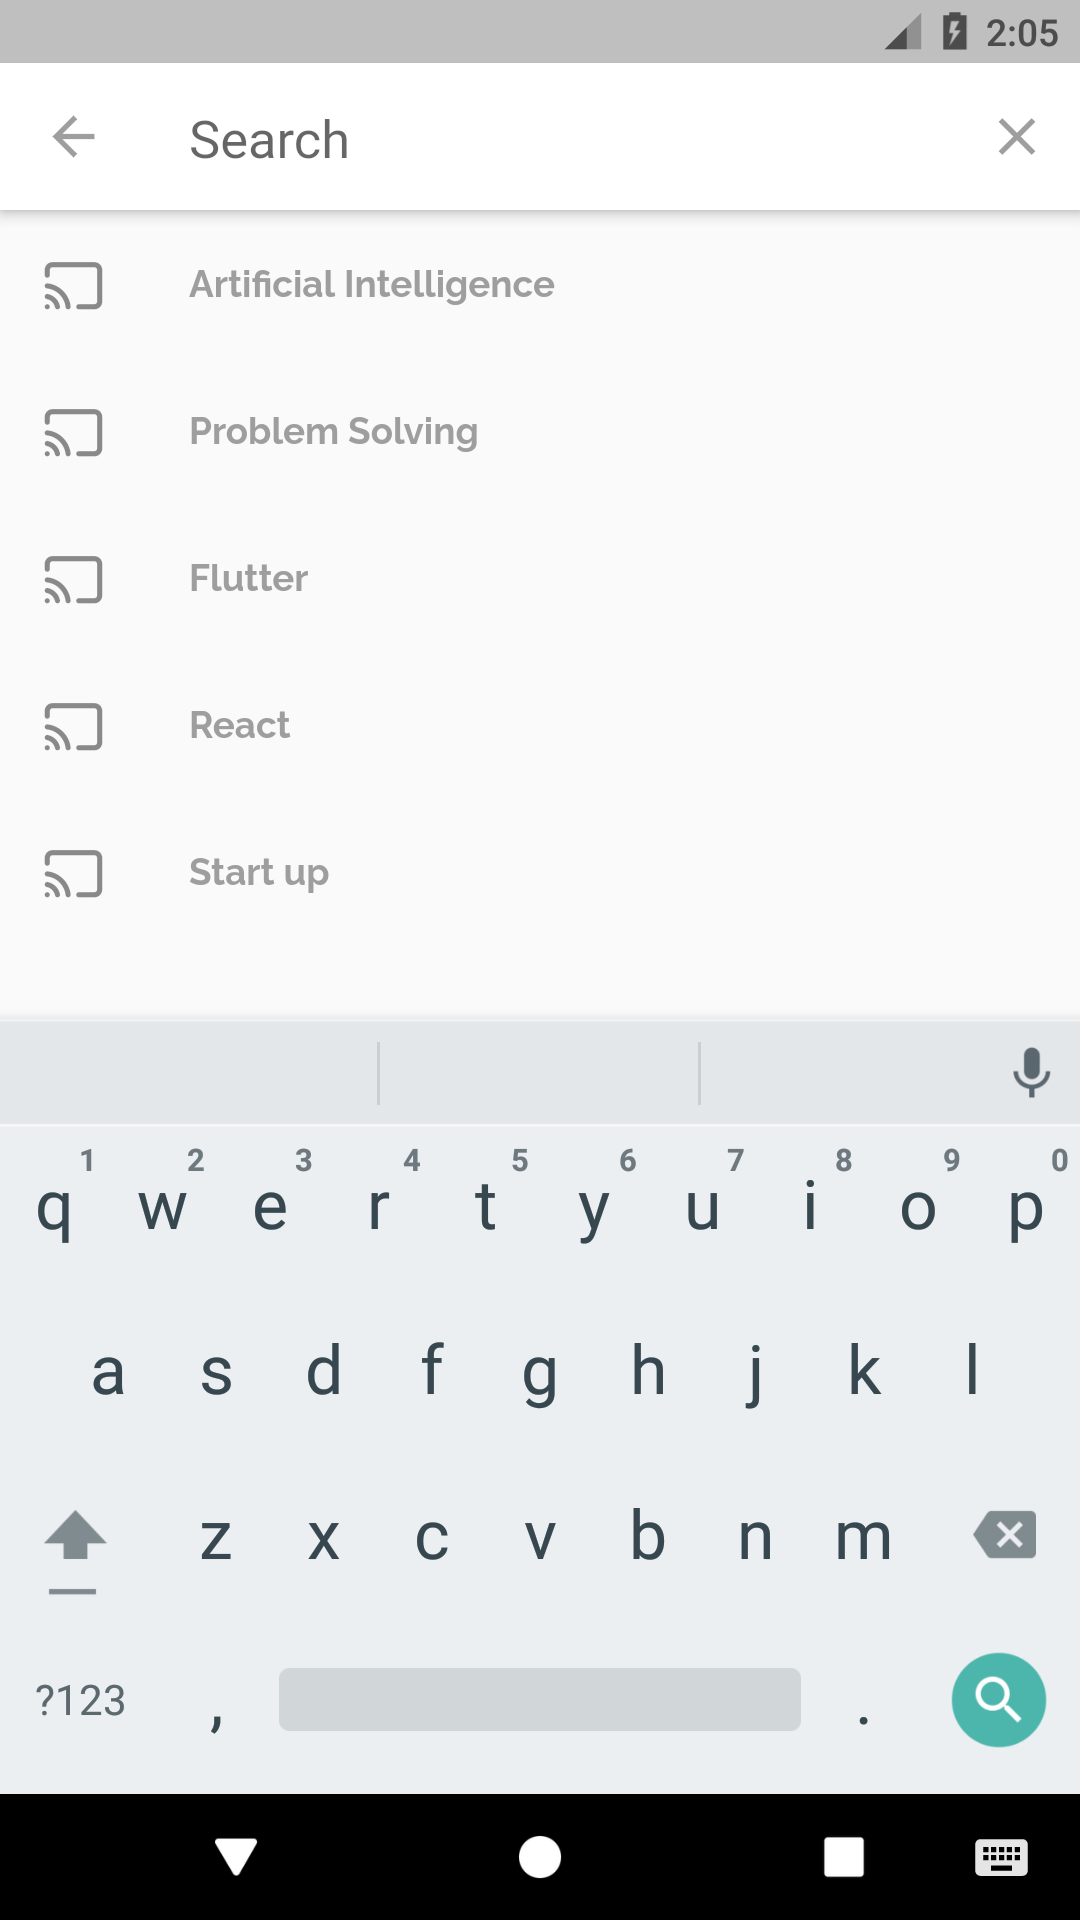 2:05
Search
Artificial Intelligence
Problem Solving
Flutter
React
Start up
1 2 3 4 5 6 7 8 9 0
q w e r t y u i o p
a s d f g h j k l
z x c v b n m
?123 , .